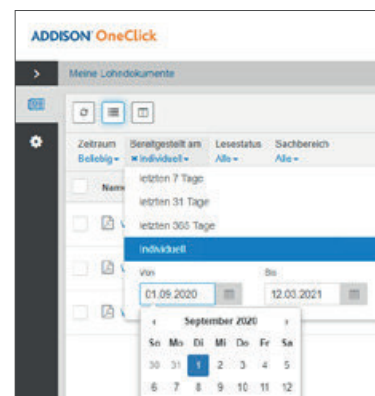 ADDISON OneClick
Meine Lohndokumente
Zeitraum Bereitgestellt am Lesestatus Sachbereich
Beliebig × Individuell Alle Alle
Name
letzten 7 Tage
letzten 31 Tage
letzten 365 Tage
Individuell
Von Bis
01.09.2020 12.03.2021
‹ September 2020 ›
So Mo Di Mi Do Fr Sa
30 31 1 2 3 4 5
6 7 8 9 10 11 12